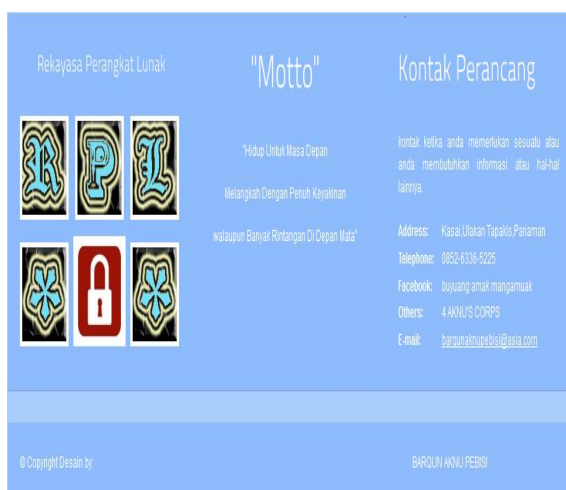 Rekayasa Perangkat Lunak
R P L
"Motto"
"Hidup Untuk Masa Depan
Melangkah Dengan Penuh Keyakinan
walaupun Banyak Rintangan Di Depan Mata"
Kontak Perancang
kontak ketika anda memerlukan sesuatu atau
anda membutuhkan informasi atau hal-hal
lainnya.
Address: Kasai,Ulakan Tapakis,Pariaman
Telephone: 0852-6336-5225
Facebook: buyuang amak mangamuak
Others: 4 AKNU'S CORPS
E-mail: barqunaknupebisi@asia.com
© Copyright Desain by:
BARQUN AKNU PEBISI